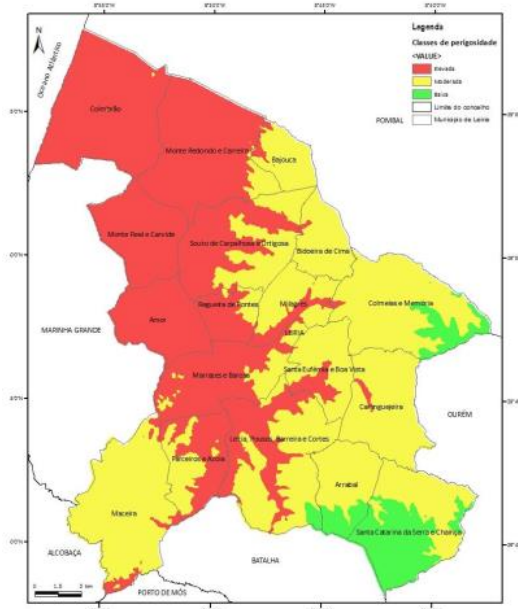 Legenda
Classes de perigosidade
<VALUE>
Elevada
Moderada
Baixa
Limite do concelho
Município de Leiria
N
Oceano Atlântico
POMBAL
Coimbrão
Monte Redondo e Carreira
Bajouca
Monte Real e Carvide
Souto da Carpalhosa e Ortigosa
Bidoeira de Cima
Regueira de Pontes
Milagres
Colmeias e Memória
MARINHA GRANDE
Amor
LEIRIA
Marrazes e Barosa
Santa Eufémia e Boa Vista
Caranguejeira
OURÉM
Leiria, Pousos, Barreira e Cortes
Parceiros e Azoia
Arrabal
Maceira
Santa Catarina da Serra e Chainça
ALCOBAÇA
BATALHA
PORTO DE MÓS